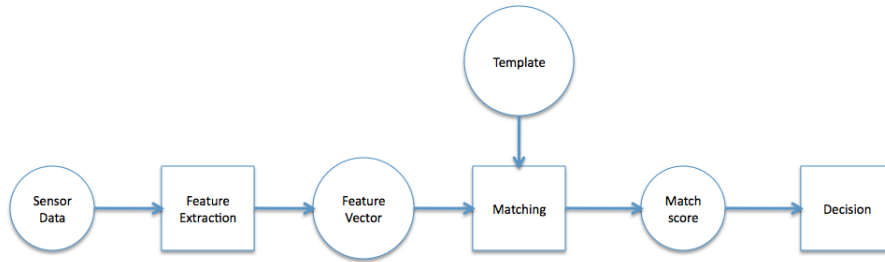 Template
Sensor
Data
Feature
Extraction
Feature
Vector
Matching
Match
score
Decision